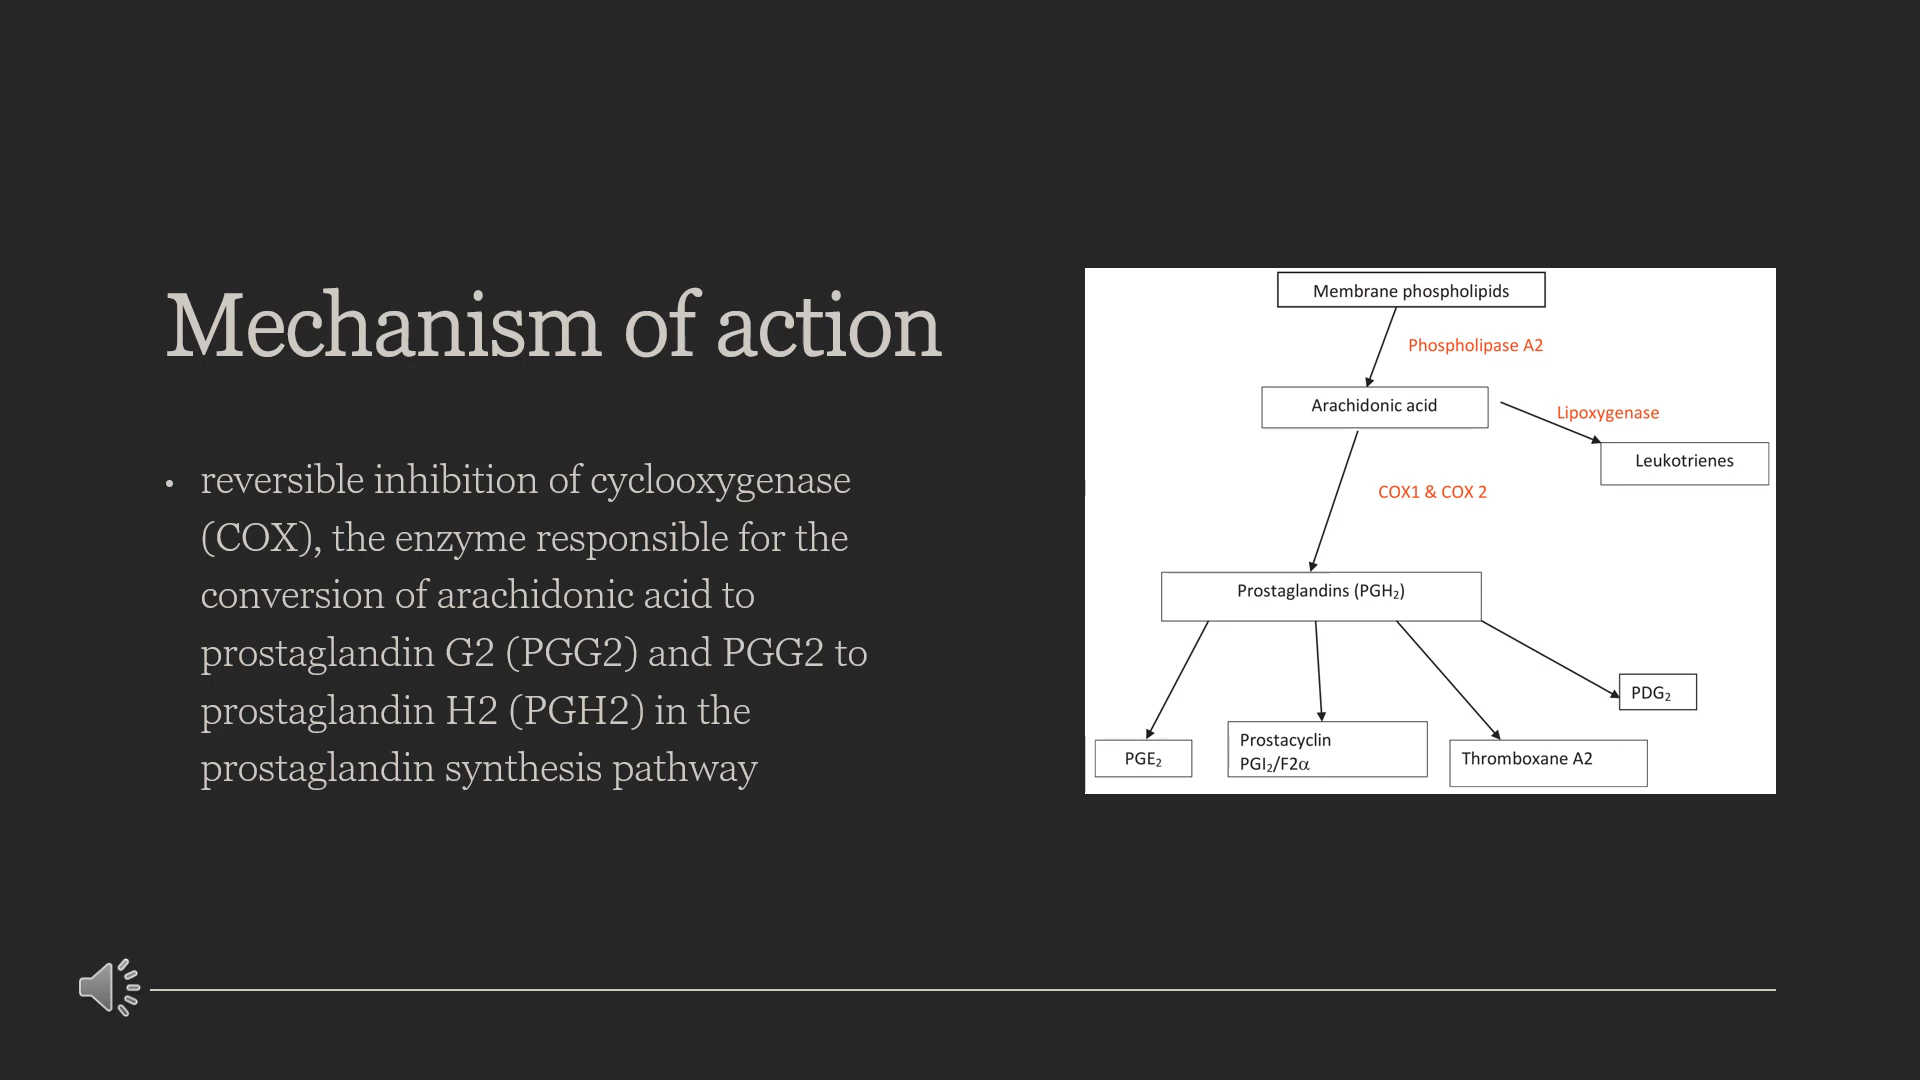 Mechanism of action
• reversible inhibition of cyclooxygenase
(COX), the enzyme responsible for the
conversion of arachidonic acid to
prostaglandin G2 (PGG2) and PGG2 to
prostaglandin H2 (PGH2) in the
prostaglandin synthesis pathway
Membrane phospholipids
Phospholipase A2
Arachidonic acid
Lipoxygenase
Leukotrienes
COX1 & COX 2
Prostaglandins (PGH₂)
PDG₂
PGE₂
Prostacyclin
PGI₂/F2α
Thromboxane A2